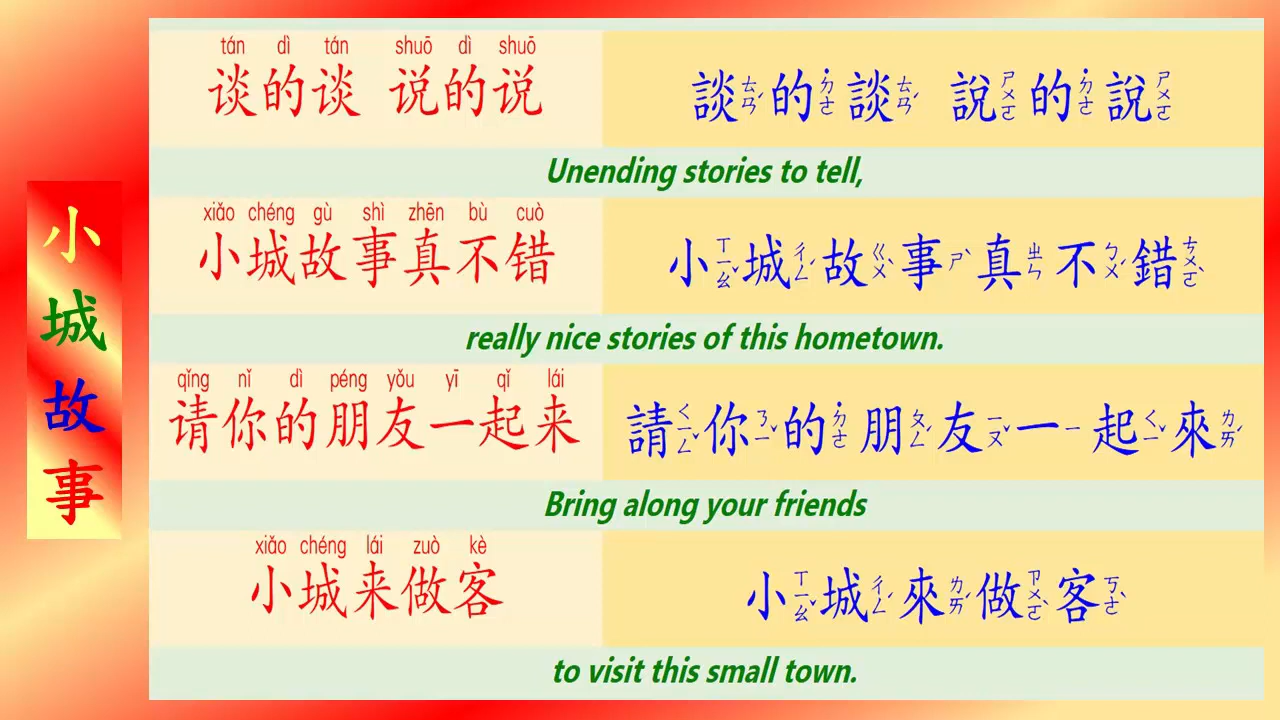 小城故事
tán dì tán shuō dì shuō
谈的谈 说的说
談ㄊㄢˊ的˙ㄉㄜ談ㄊㄢˊ 說ㄕㄨㄛ的˙ㄉㄜ說ㄕㄨㄛ
Unending stories to tell,
xiǎo chéng gù shì zhēn bù cuò
小城故事真不错
小ㄒㄧㄠˇ城ㄔㄥˊ故ㄍㄨˋ事ㄕˋ真ㄓㄣ不ㄅㄨˊ錯ㄘㄨㄛˋ
really nice stories of this hometown.
qǐng nǐ dì péng yǒu yī qǐ lái
请你的朋友一起来
請ㄑㄧㄥˇ你ㄋㄧˇ的˙ㄉㄜ朋ㄆㄥˊ友ㄧㄡˇ一ㄧ起ㄑㄧˇ來ㄌㄞˊ
Bring along your friends
xiǎo chéng lái zuò kè
小城来做客
小ㄒㄧㄠˇ城ㄔㄥˊ來ㄌㄞˊ做ㄗㄨㄛˋ客ㄎㄜˋ
to visit this small town.